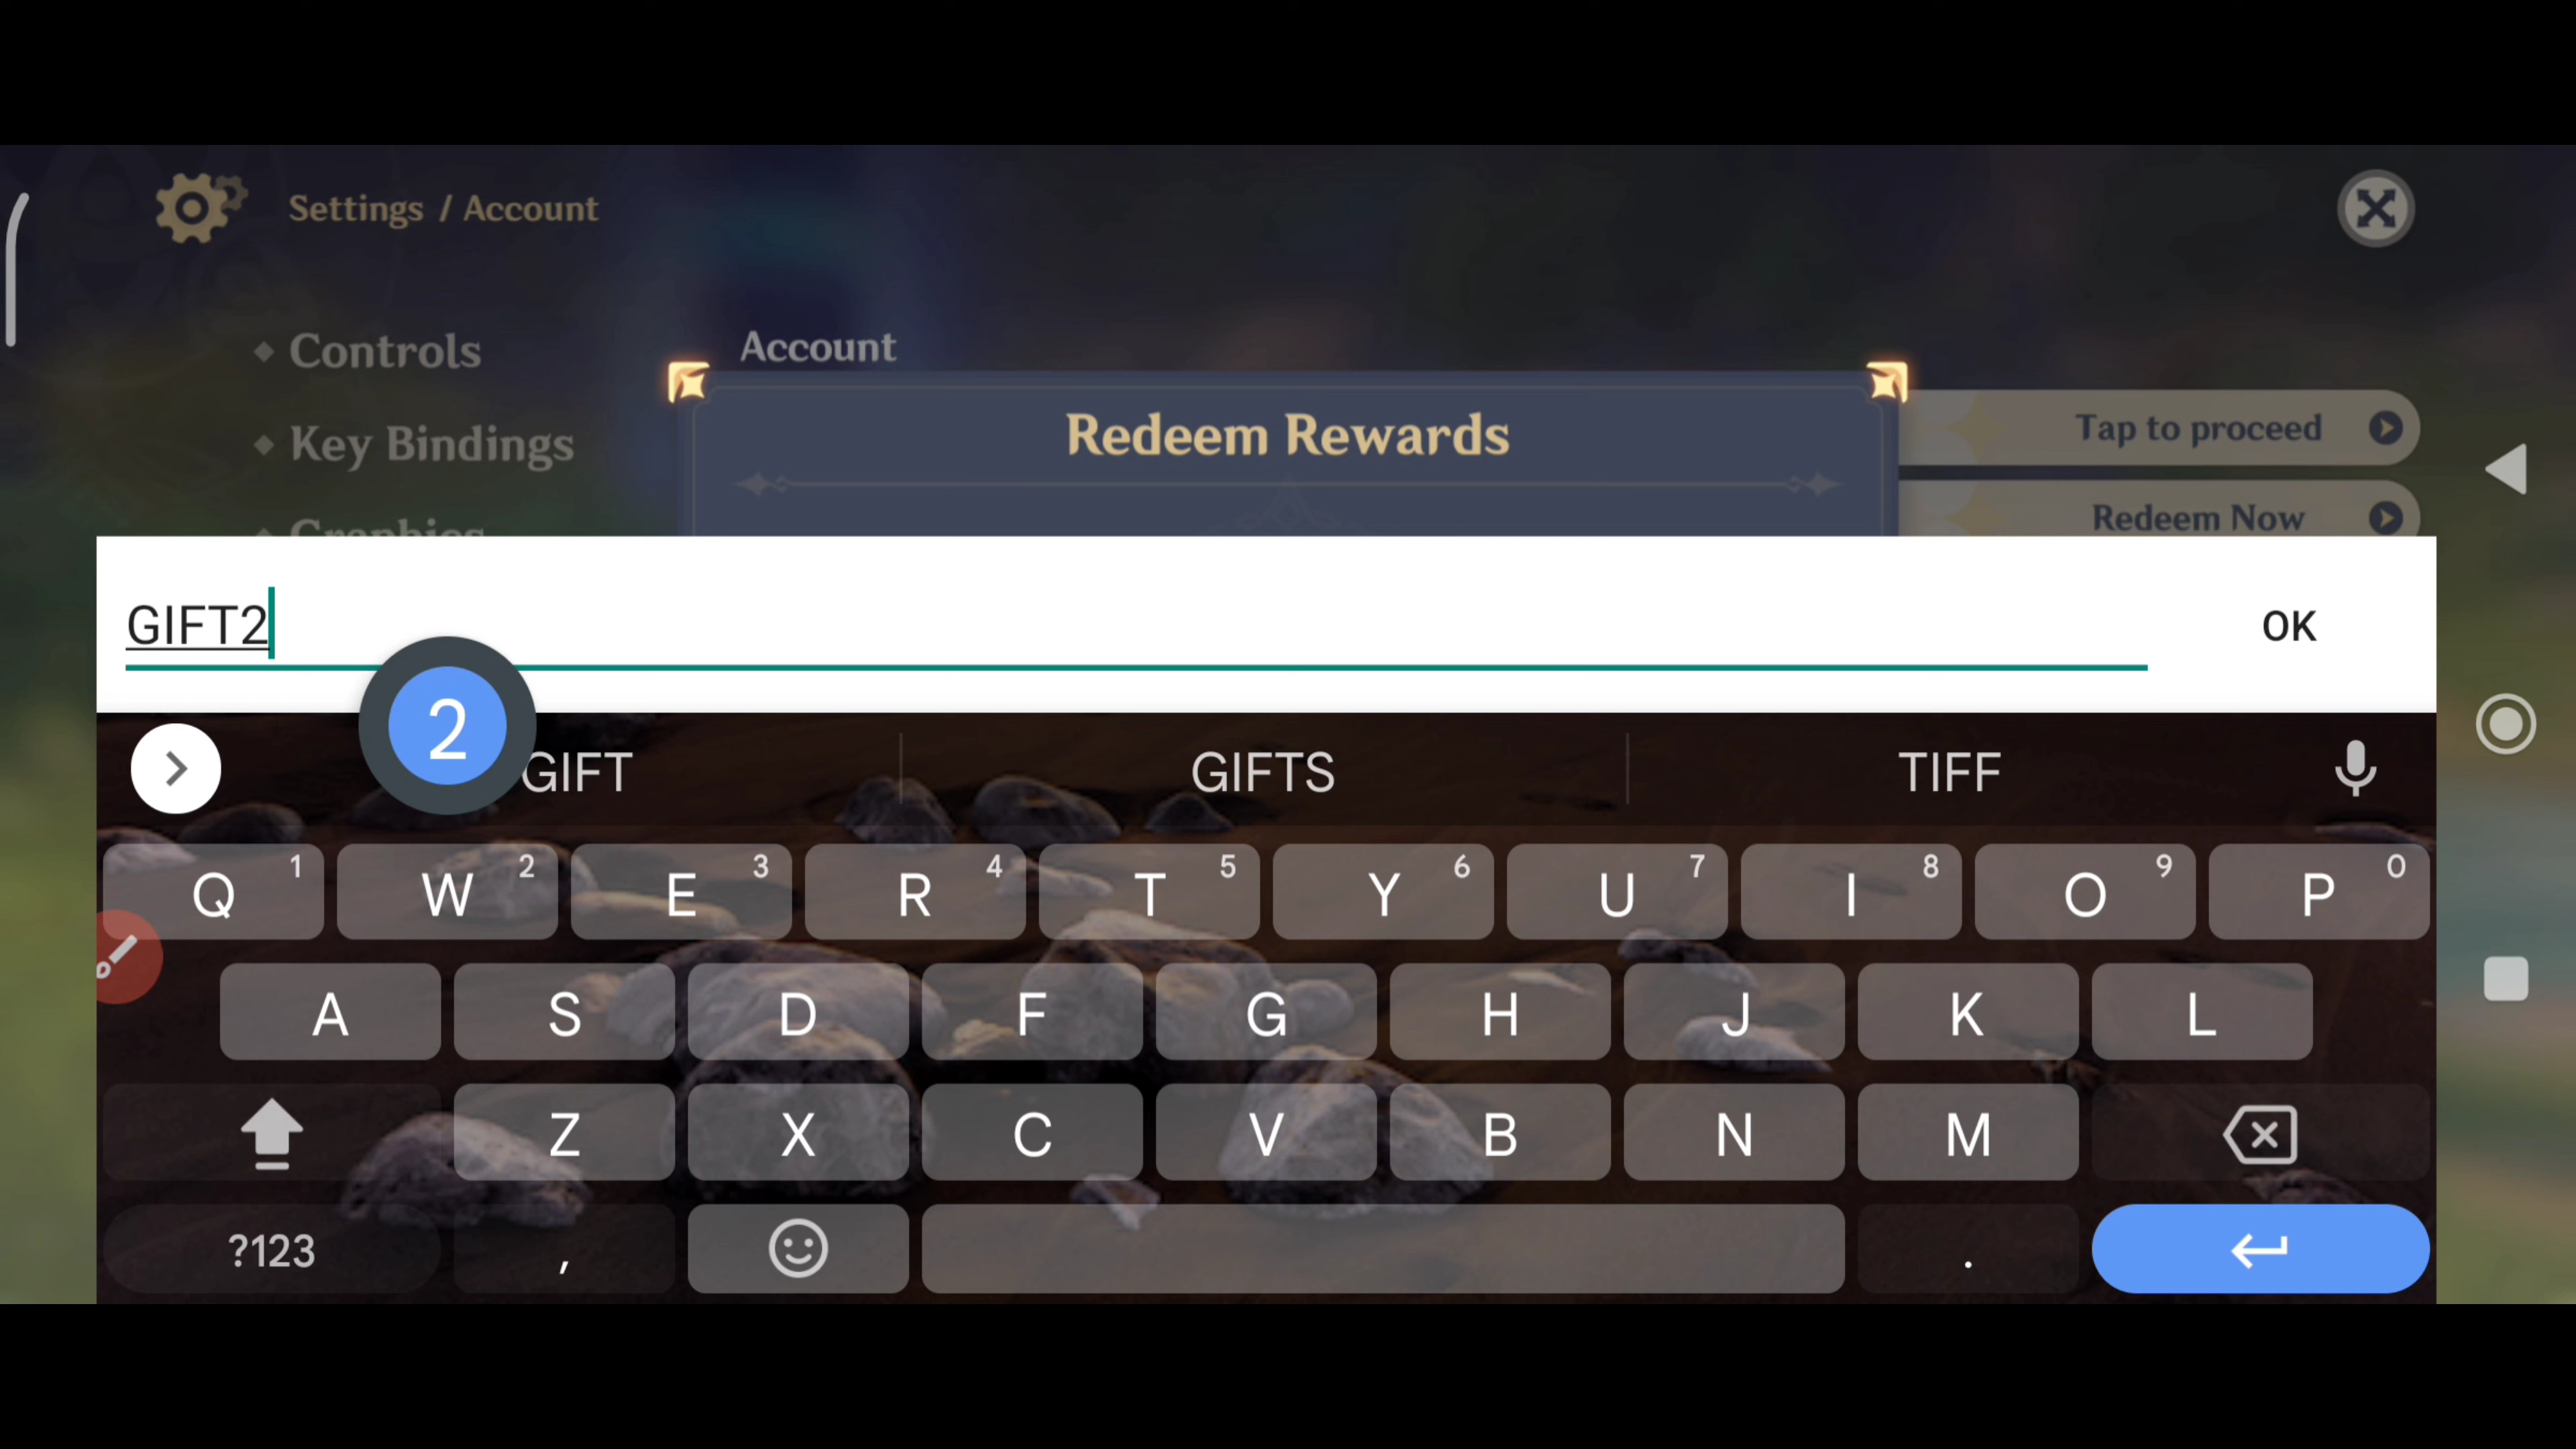 Settings / Account
Controls
Account
Key Bindings
Redeem Rewards
Tap to proceed
Graphics
Redeem Now
GIFT2
OK
2
GIFT
GIFTS
TIFF
Q 1 W 2 E 3 R 4 T 5 Y 6 U 7 I 8 O 9 P 0
A S D F G H J K L
Z X C V B N M
?123 , .